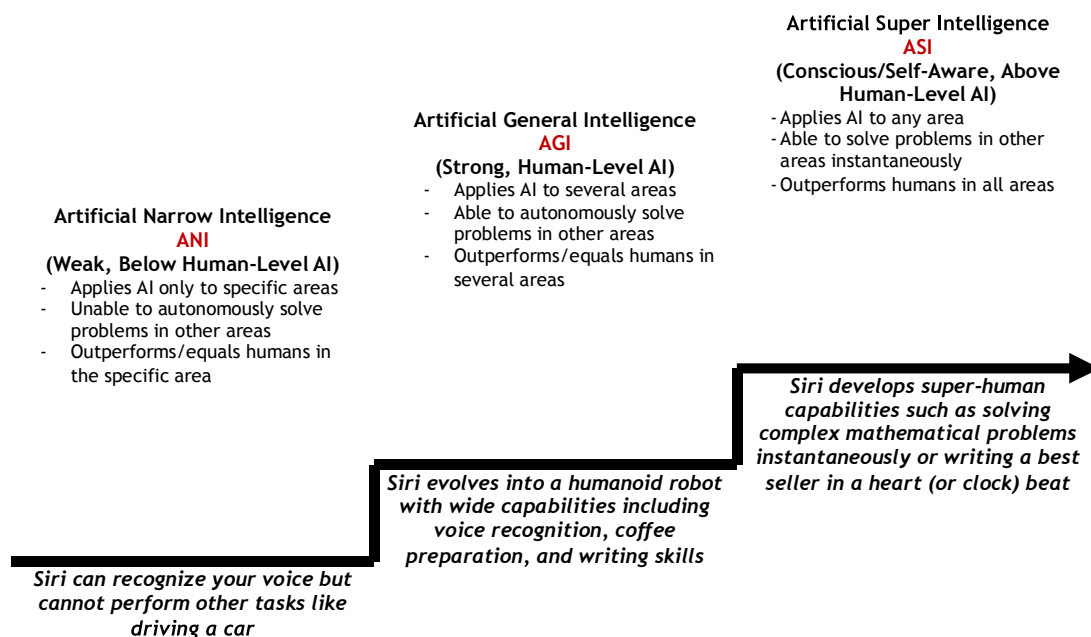 Artificial Narrow Intelligence
ANI
(Weak, Below Human-Level AI)
- Applies AI only to specific areas
- Unable to autonomously solve
problems in other areas
- Outperforms/equals humans in
the specific area
Siri can recognize your voice but
cannot perform other tasks like
driving a car
Artificial General Intelligence
AGI
(Strong, Human-Level AI)
- Applies AI to several areas
- Able to autonomously solve
problems in other areas
- Outperforms/equals humans in
several areas
Siri evolves into a humanoid robot
with wide capabilities including
voice recognition, coffee
preparation, and writing skills
Artificial Super Intelligence
ASI
(Conscious/Self-Aware, Above
Human-Level AI)
- Applies AI to any area
- Able to solve problems in other
areas instantaneously
- Outperforms humans in all areas
Siri develops super-human
capabilities such as solving
complex mathematical problems
instantaneously or writing a best
seller in a heart (or clock) beat